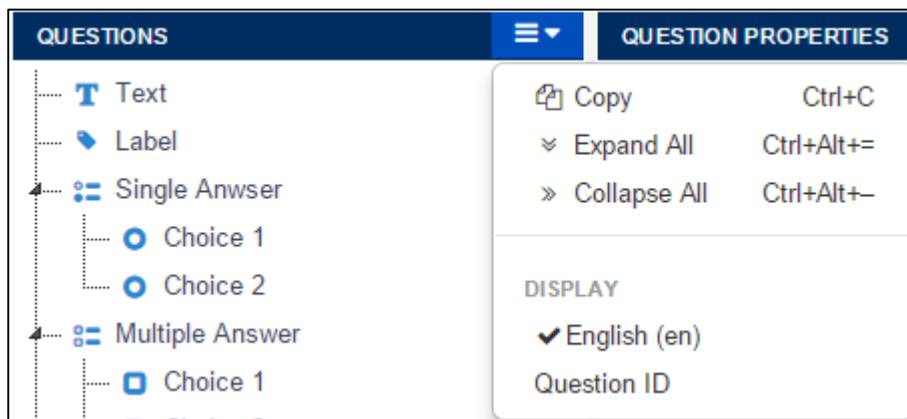 QUESTIONS
QUESTION PROPERTIES
Text
Label
Single Anwser
Choice 1
Choice 2
Multiple Answer
Choice 1
Copy Ctrl+C
Expand All Ctrl+Alt+=
Collapse All Ctrl+Alt+–
DISPLAY
English (en)
Question ID